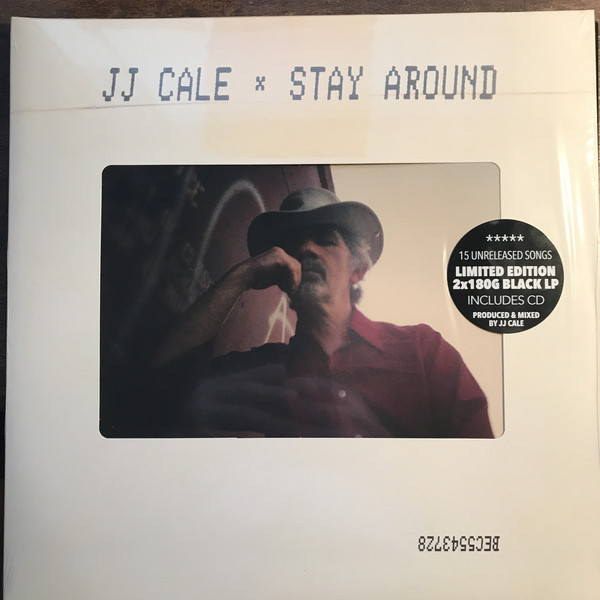 JJ CALE x STAY AROUND
*****
15 UNRELEASED SONGS
LIMITED EDITION
2x180G BLACK LP
INCLUDES CD
PRODUCED & MIXED
BY JJ CALE
BEC5543728